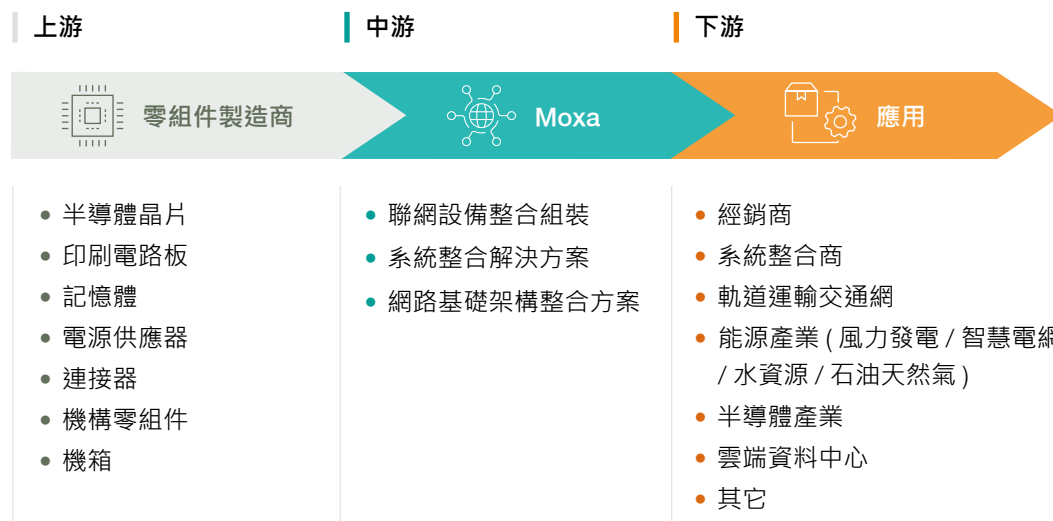 上游
零組件製造商
半導體晶片
印刷電路板
記憶體
電源供應器
連接器
機構零組件
機箱
中游
Moxa
聯網設備整合組裝
系統整合解決方案
網路基礎架構整合方案
下游
應用
經銷商
系統整合商
軌道運輸交通網
能源產業 ( 風力發電 / 智慧電網
/ 水資源 / 石油天然氣 )
半導體產業
雲端資料中心
其它